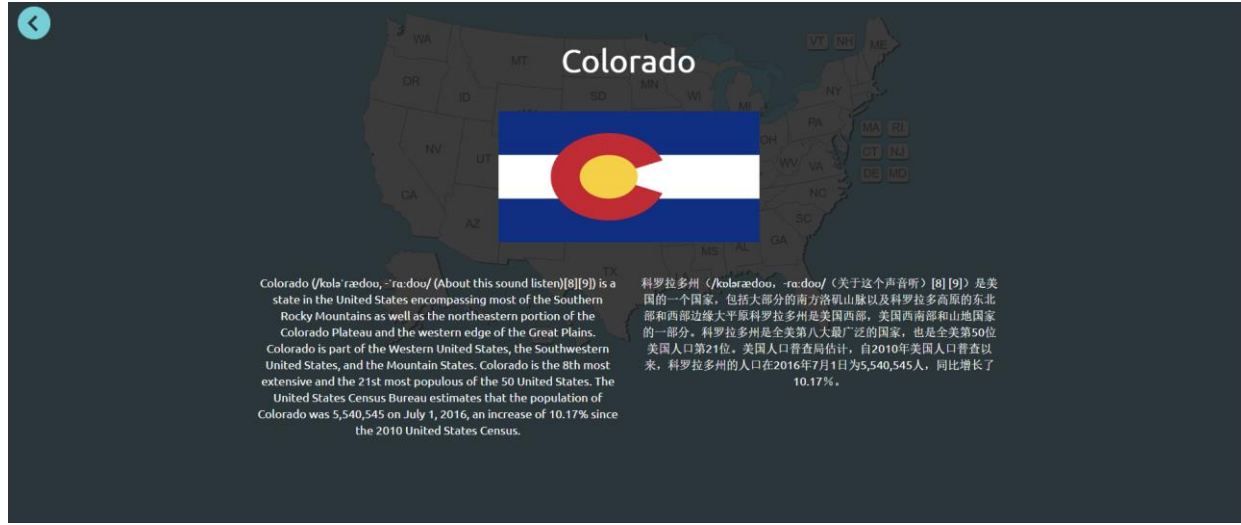 WA
VT NH
ME
MT
Colorado
OR
MN
ID
SD
WI
NY
MI
PA
MA RI
OH
NV
UT
CT NJ
WV
VA
DE MD
CA
NC
AZ
SC
MS
AL
GA
TX
Colorado (/ˌkɒləˈrædoʊ, -ˈrɑːdoʊ/ (About this sound listen)[8][9]) is a
state in the United States encompassing most of the Southern
Rocky Mountains as well as the northeastern portion of the
Colorado Plateau and the western edge of the Great Plains.
Colorado is part of the Western United States, the Southwestern
United States, and the Mountain States. Colorado is the 8th most
extensive and the 21st most populous of the 50 United States. The
United States Census Bureau estimates that the population of
Colorado was 5,540,545 on July 1, 2016, an increase of 10.17% since
the 2010 United States Census.
科罗拉多州（/kɒlərædoʊ，-rɑːdoʊ/（关于这个声音听）[8] [9]）是美
国的一个国家，包括大部分的南方洛矶山脉以及科罗拉多高原的东北
部和西部边缘大平原科罗拉多州是美国西部，美国西南部和山地国家
的一部分。科罗拉多州是全美第八大最广泛的国家，也是全美第50位
美国人口第21位。美国人口普查局估计，自2010年美国人口普查以
来，科罗拉多州的人口在2016年7月1日为5,540,545人，同比增长了
10.17％。